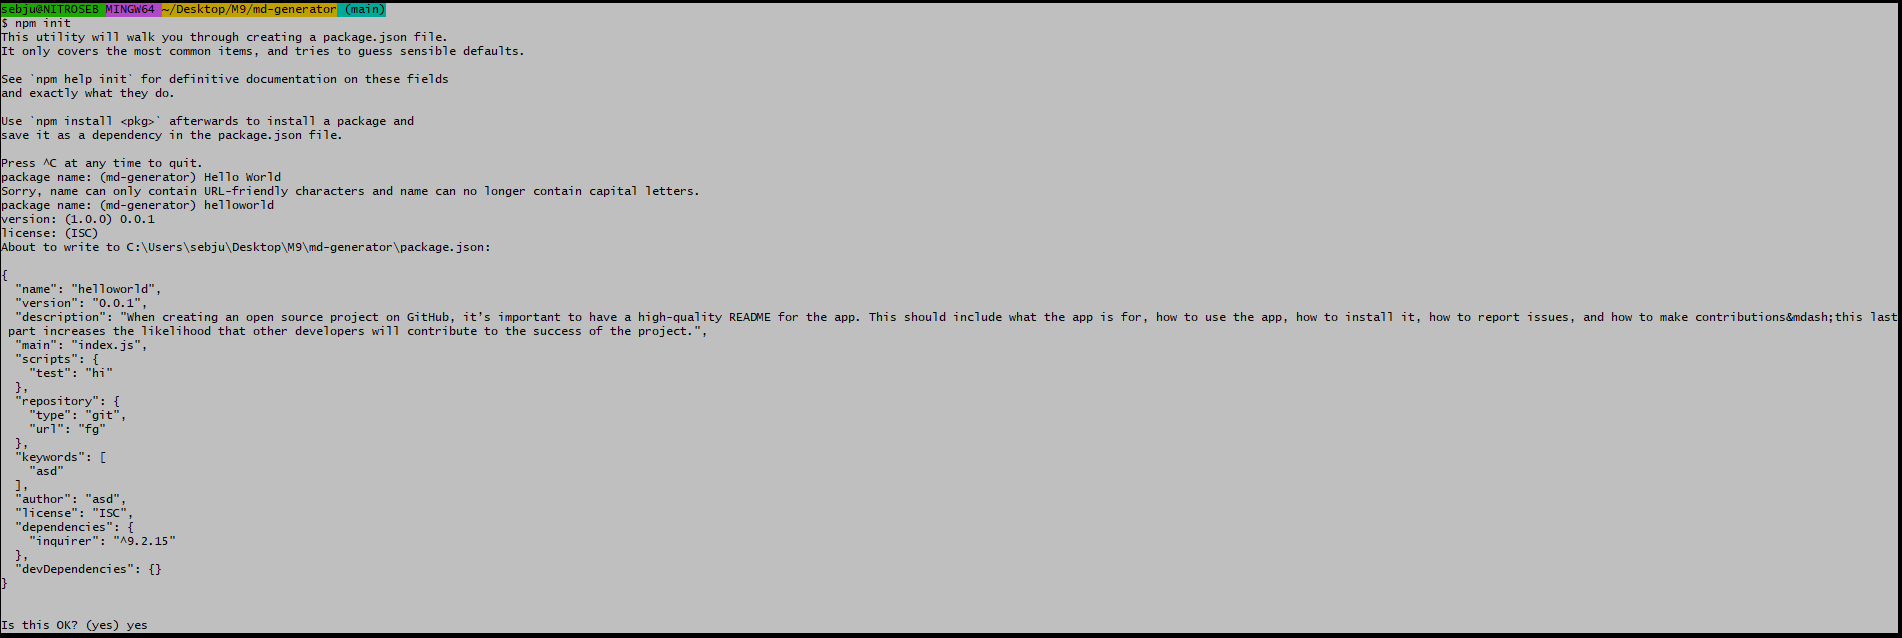 sebju@NITROSEB MINGW64 ~/Desktop/M9/md-generator (main)
$ npm init
This utility will walk you through creating a package.json file.
It only covers the most common items, and tries to guess sensible defaults.

See `npm help init` for definitive documentation on these fields
and exactly what they do.

Use `npm install <pkg>` afterwards to install a package and
save it as a dependency in the package.json file.

Press ^C at any time to quit.
package name: (md-generator) Hello World
Sorry, name can only contain URL-friendly characters and name can no longer contain capital letters.
package name: (md-generator) helloworld
version: (1.0.0) 0.0.1
license: (ISC)
About to write to C:\Users\sebju\Desktop\M9\md-generator\package.json:

{
  "name": "helloworld",
  "version": "0.0.1",
  "description": "When creating an open source project on GitHub, it’s important to have a high-quality README for the app. This should include what the app is for, how to use the app, how to install it, how to report issues, and how to make contributions&mdash;this last
 part increases the likelihood that other developers will contribute to the success of the project.",
  "main": "index.js",
  "scripts": {
    "test": "hi"
  },
  "repository": {
    "type": "git",
    "url": "fg"
  },
  "keywords": [
    "asd"
  ],
  "author": "asd",
  "license": "ISC",
  "dependencies": {
    "inquirer": "^9.2.15"
  },
  "devDependencies": {}
}

Is this OK? (yes) yes